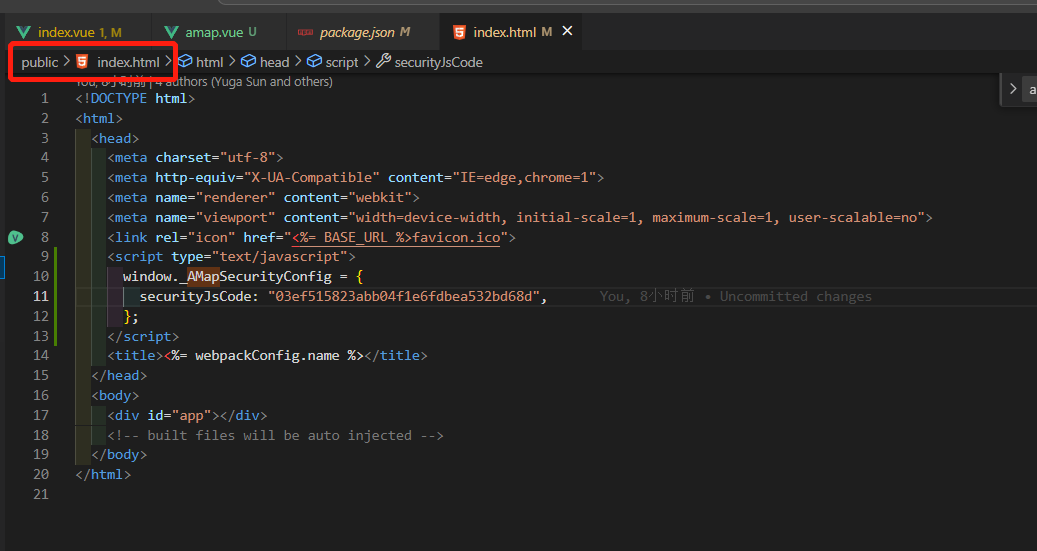 index.vue 1, M
amap.vue U
package.json M
index.html M
public > index.html > html > head > script > securityJsCode
You, 8小时前 | 4 authors (Yuga Sun and others)
1 <!DOCTYPE html>
2 <html>
3 <head>
4 <meta charset="utf-8">
5 <meta http-equiv="X-UA-Compatible" content="IE=edge,chrome=1">
6 <meta name="renderer" content="webkit">
7 <meta name="viewport" content="width=device-width, initial-scale=1, maximum-scale=1, user-scalable=no">
8 <link rel="icon" href="<%= BASE_URL %>favicon.ico">
9 <script type="text/javascript">
10 window._AMapSecurityConfig = {
11 securityJsCode: "03ef515823abb04f1e6fdbea532bd68d", You, 8小时前 • Uncommitted changes
12 };
13 </script>
14 <title><%= webpackConfig.name %></title>
15 </head>
16 <body>
17 <div id="app"></div>
18 <!-- built files will be auto injected -->
19 </body>
20 </html>
21